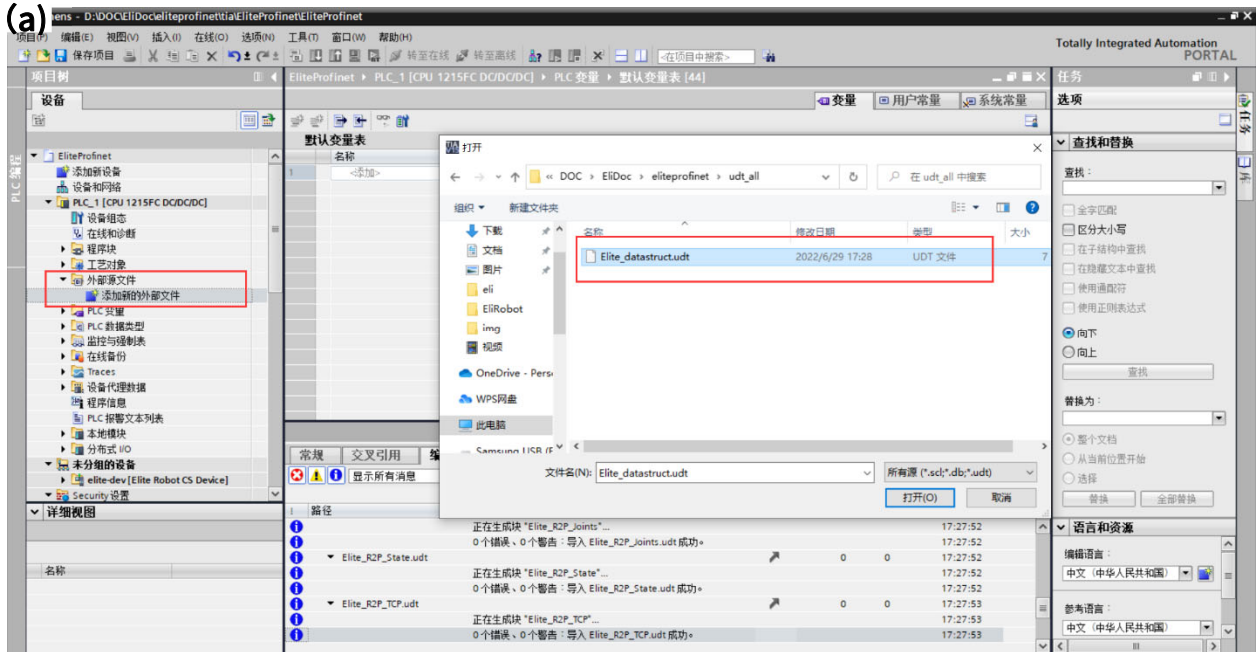 (a)
ens - D:\DOC\EliDoc\eliteprofinet\tia\EliteProfinet\EliteProfinet
项目(P) 编辑(E) 视图(V) 插入(I) 在线(O) 选项(N) 工具(T) 窗口(W) 帮助(H)
Totally Integrated Automation
PORTAL
保存项目 转至在线 转至离线 <在项目中搜索>
项目树
EliteProfinet ▸ PLC_1 [CPU 1215FC DC/DC/DC] ▸ PLC 变量 ▸ 默认变量表 [44]
任务
设备
变量 用户常量 系统常量
选项
默认变量表
名称
1 <添加>
PLC 编程
EliteProfinet
添加新设备
设备和网络
PLC_1 [CPU 1215FC DC/DC/DC]
设备组态
在线和诊断
程序块
工艺对象
外部源文件
添加新的外部文件
PLC 变量
PLC 数据类型
监控与强制表
在线备份
Traces
设备代理数据
程序信息
PLC 报警文本列表
本地模块
分布式 I/O
未分组的设备
elite-dev [Elite Robot CS Device]
Security 设置
详细视图
名称
打开
« DOC › EliDoc › eliteprofinet › udt_all
在 udt_all 中搜索
组织 新建文件夹
名称 修改日期 类型 大小
Elite_datastruct.udt 2022/6/29 17:28 UDT 文件 7
下载
文档
图片
eli
EliRobot
img
视频
OneDrive - Pers
WPS网盘
此电脑
Samsung USB (F
文件名(N): Elite_datastruct.udt 所有源 (*.scl;*.db;*.udt)
打开(O) 取消
常规 交叉引用 编
显示所有消息
! 路径
正在生成块 "Elite_R2P_Joints"... 17:27:52
0 个错误、0 个警告：导入 Elite_R2P_Joints.udt 成功。 17:27:52
Elite_R2P_State.udt 0 0 17:27:52
正在生成块 "Elite_R2P_State"... 17:27:52
0 个错误、0 个警告：导入 Elite_R2P_State.udt 成功。 17:27:52
Elite_R2P_TCP.udt 0 0 17:27:53
正在生成块 "Elite_R2P_TCP"... 17:27:53
0 个错误、0 个警告：导入 Elite_R2P_TCP.udt 成功。 17:27:53
查找和替换
查找：
全字匹配
区分大小写
在子结构中查找
在隐藏文本中查找
使用通配符
使用正则表达式
向下
向上
查找
替换为：
整个文档
从当前位置开始
选择
替换 全部替换
语言和资源
编辑语言：
中文（中华人民共和国）
参考语言：
中文（中华人民共和国）
任务
库